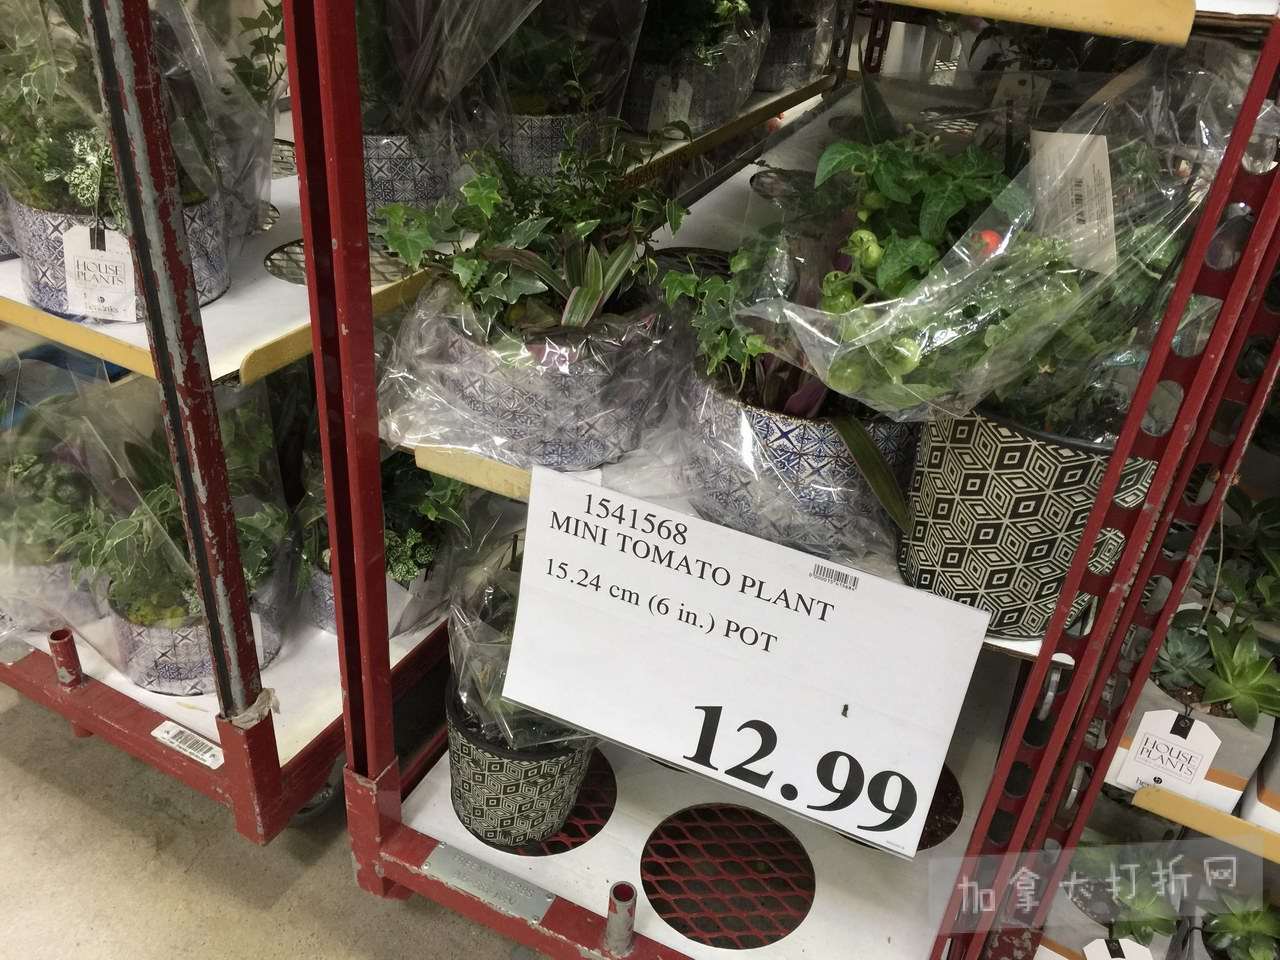 1541568
MINI TOMATO PLANT
15.24 cm (6 in.) POT
12.99
HOUSE
PLANTS
HOUSE
PLANTS
加拿大打折网